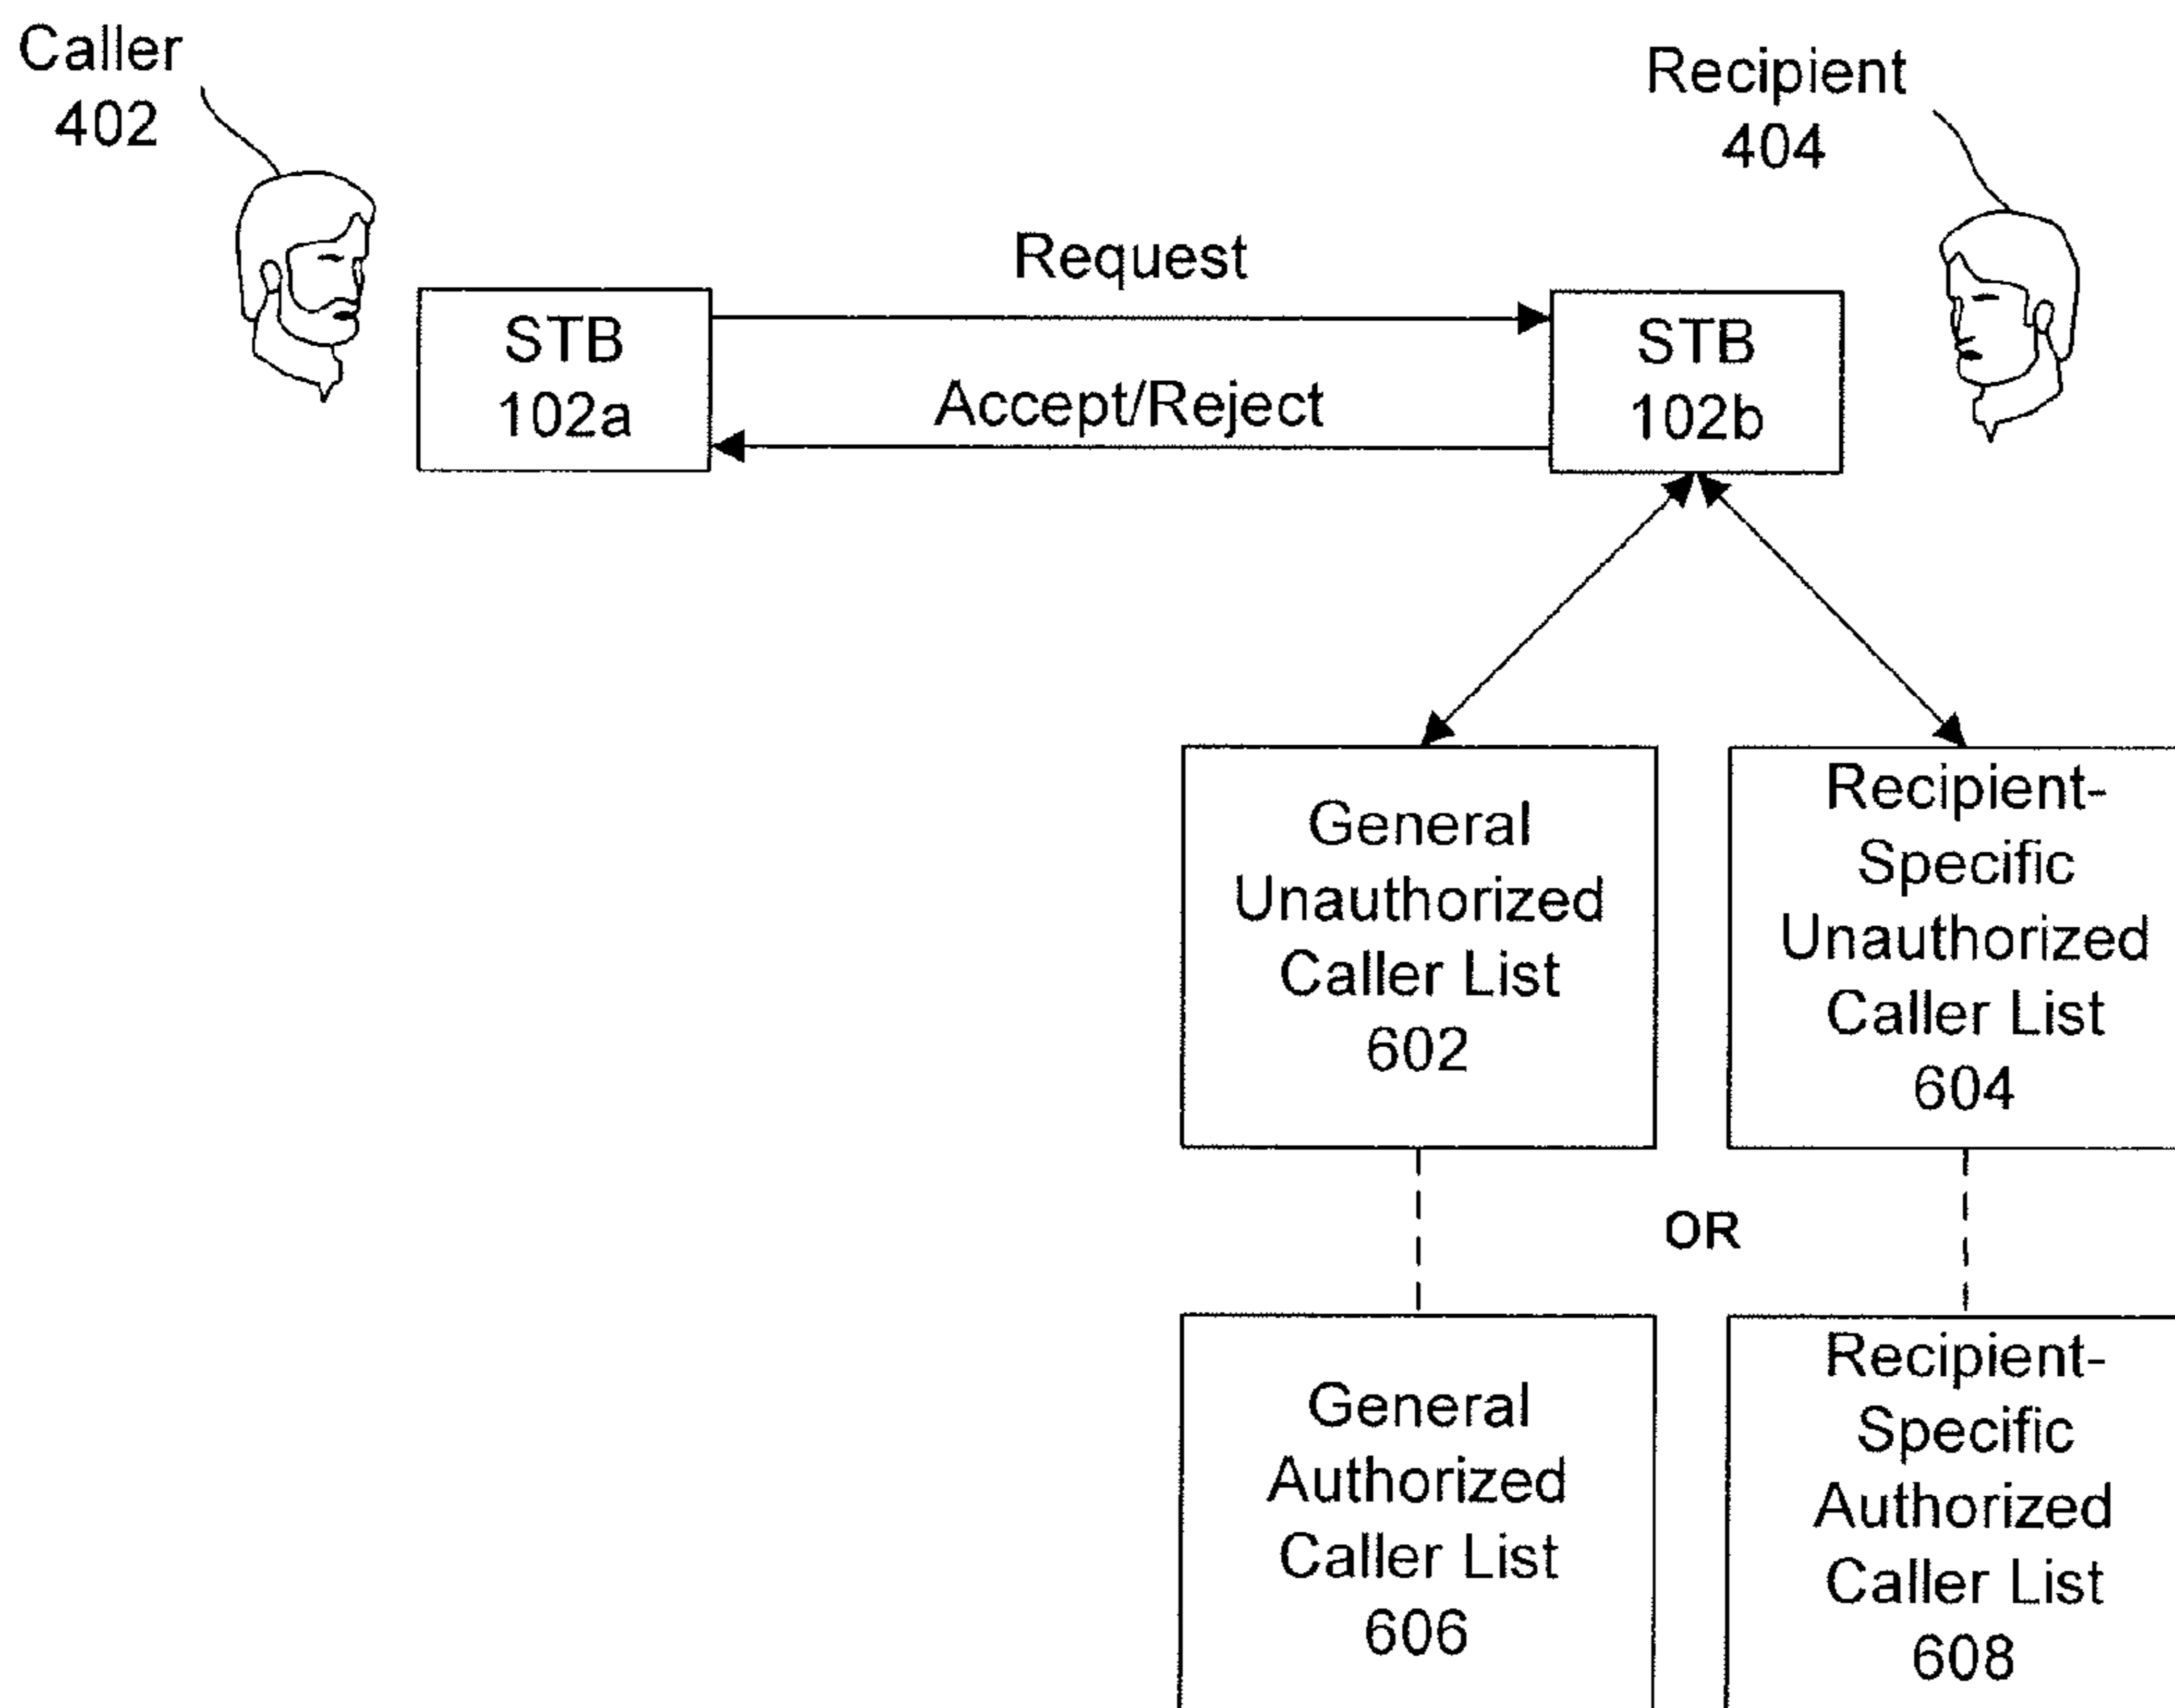 Caller
402
Recipient
404
Request
STB
102a
Accept/Reject
STB
102b
General
Unauthorized
Caller List
602
Recipient-
Specific
Unauthorized
Caller List
604
OR
General
Authorized
Caller List
606
Recipient-
Specific
Authorized
Caller List
608